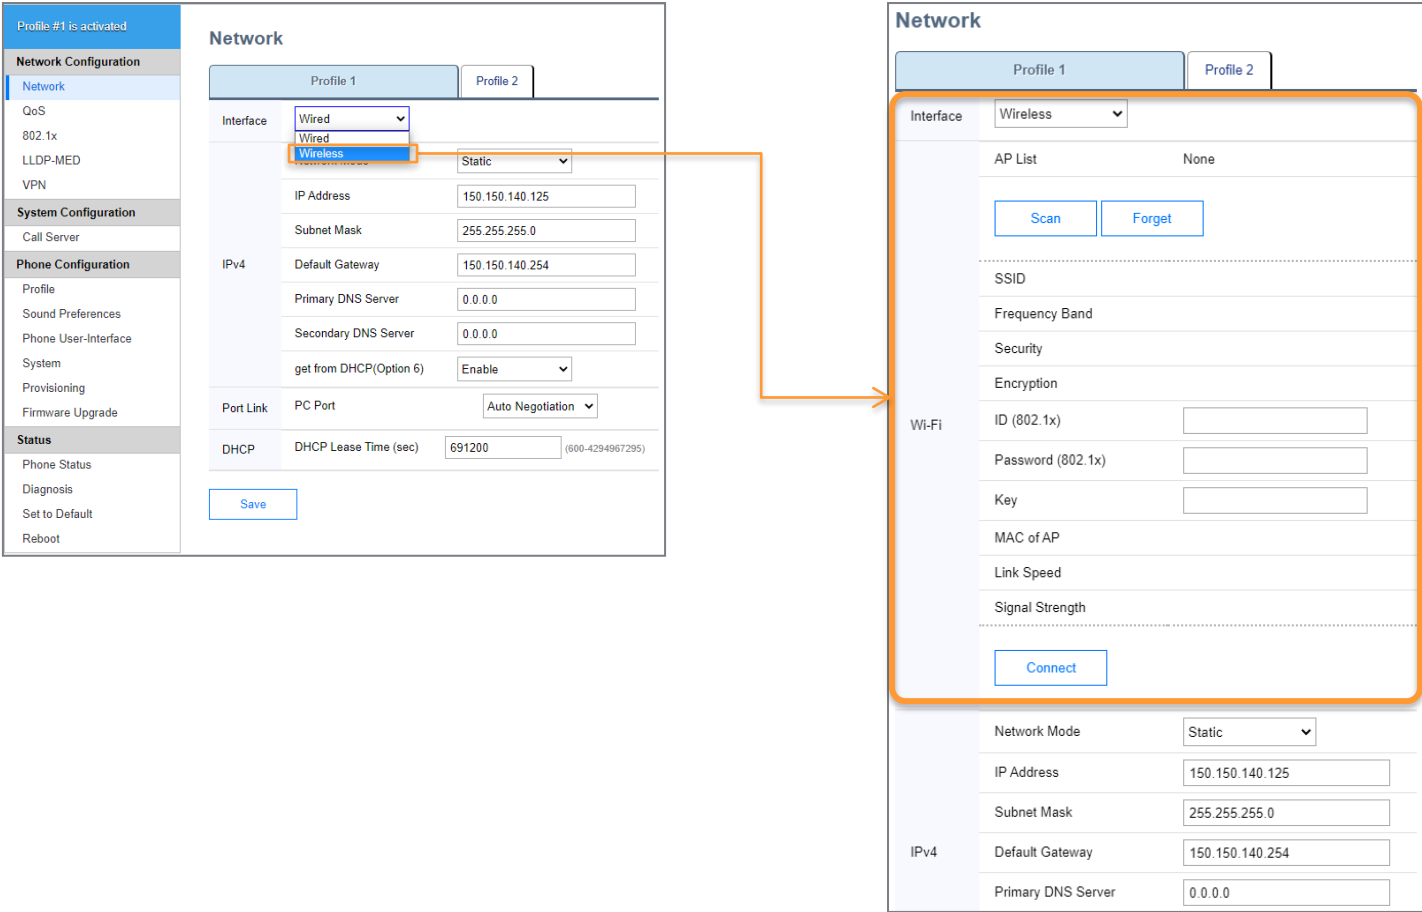 Profile #1 is activated
Network Configuration
Network
QoS
802.1x
LLDP-MED
VPN
System Configuration
Call Server
Phone Configuration
Profile
Sound Preferences
Phone User-Interface
System
Provisioning
Firmware Upgrade
Status
Phone Status
Diagnosis
Set to Default
Reboot
Network
Profile 1 Profile 2
Interface Wired
Wired
Wireless
Static
IP Address 150.150.140.125
Subnet Mask 255.255.255.0
IPv4 Default Gateway 150.150.140.254
Primary DNS Server 0.0.0.0
Secondary DNS Server 0.0.0.0
get from DHCP(Option 6) Enable
Port Link PC Port Auto Negotiation
DHCP DHCP Lease Time (sec) 691200 (600-4294967295)
Save
Network
Profile 1 Profile 2
Interface Wireless
AP List None
Scan Forget
SSID
Frequency Band
Security
Encryption
Wi-Fi ID (802.1x)
Password (802.1x)
Key
MAC of AP
Link Speed
Signal Strength
Connect
Network Mode Static
IP Address 150.150.140.125
Subnet Mask 255.255.255.0
IPv4 Default Gateway 150.150.140.254
Primary DNS Server 0.0.0.0